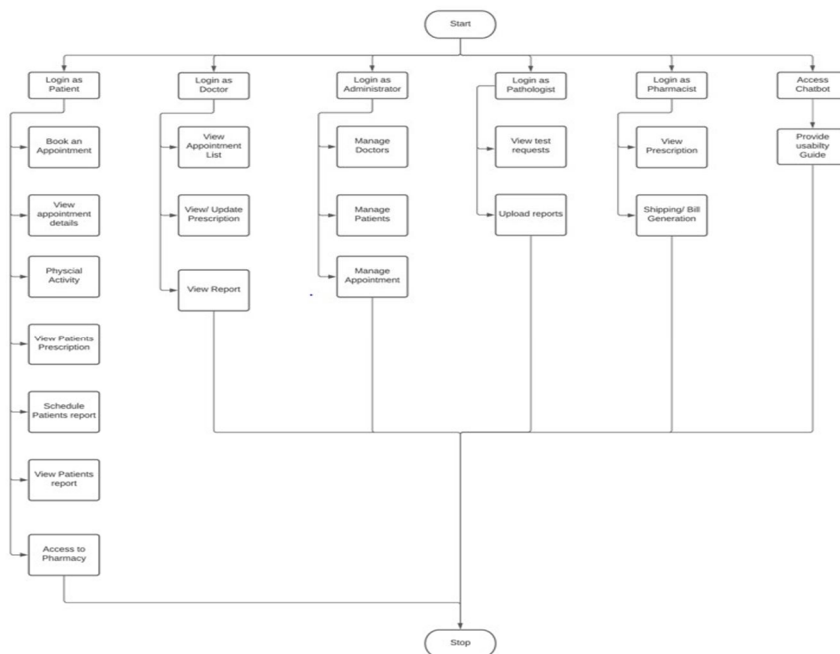 Start
Login as
Patient
Login as
Doctor
Login as
Administrator
Login as
Pathologist
Login as
Pharmacist
Access
Chatbot
Book an
Appointment
View
Appointment
List
Manage
Doctors
View test
requests
View
Prescription
Provide
usabilty
Guide
View
appointment
details
View/ Update
Prescription
Manage
Patients
Upload reports
Shipping/ Bill
Generation
Physcial
Activity
View Report
Manage
Appointment
View Patients
Prescription
Schedule
Patients report
View Patients
report
Access to
Pharmacy
Stop